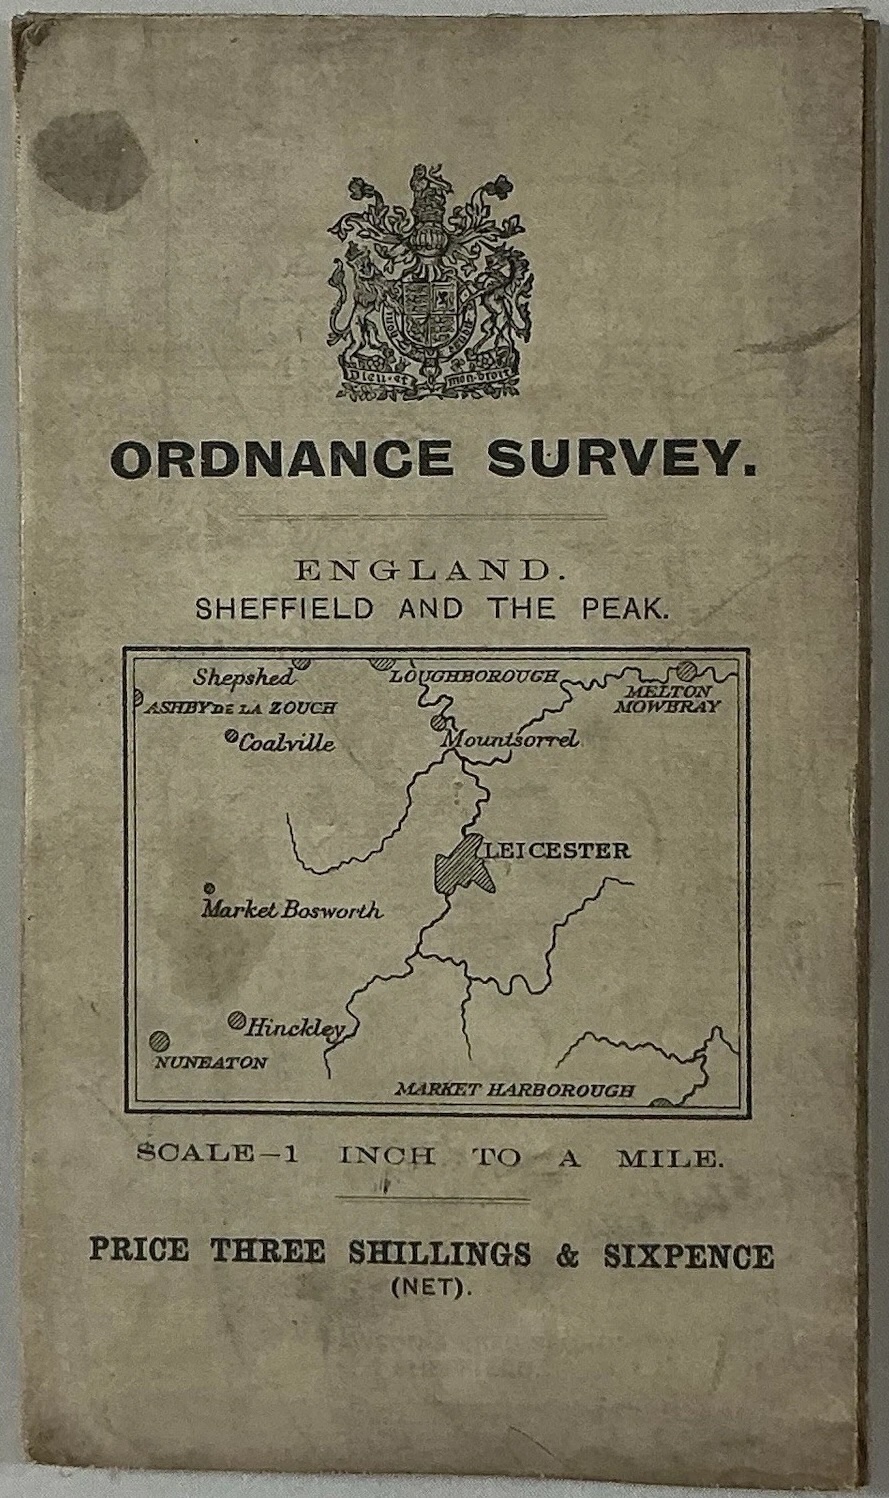 Dieu et mon droit
ORDNANCE SURVEY.
ENGLAND.
SHEFFIELD AND THE PEAK.
Shepshed
LOUGHBOROUGH
MELTON
MOWBRAY
ASHBY DE LA ZOUCH
Coalville
Mountsorrel
LEICESTER
Market Bosworth
Hinckley
NUNEATON
MARKET HARBOROUGH
SCALE-1 INCH TO A MILE.
PRICE THREE SHILLINGS & SIXPENCE
(NET).